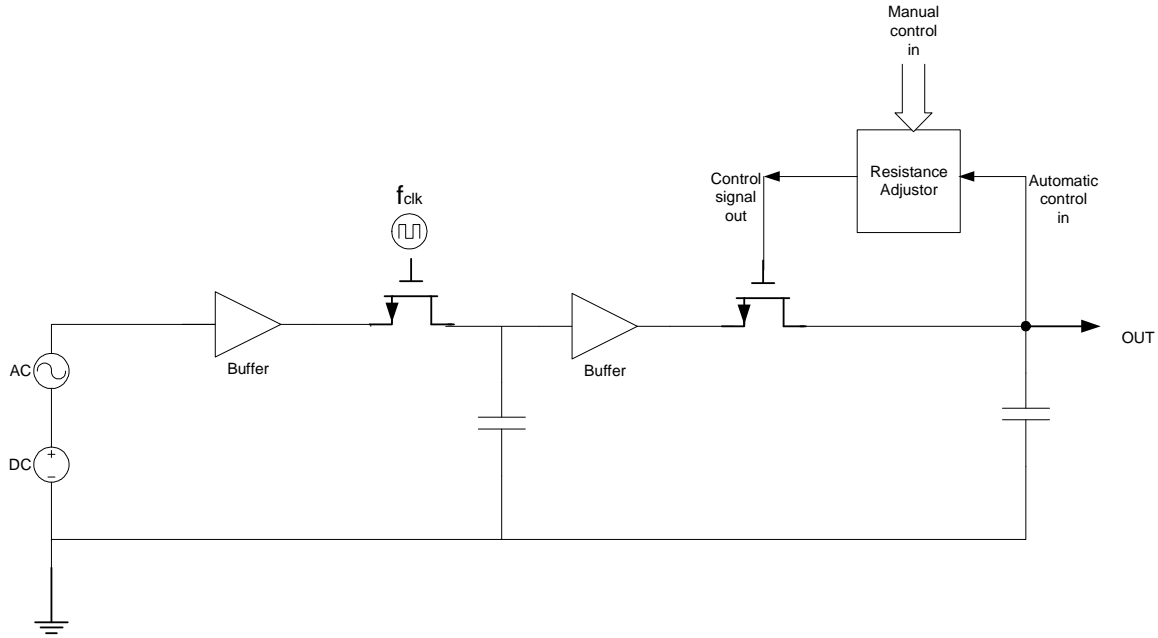 Manual
control
in
Resistance
Adjustor
Control
signal
out
Automatic
control
in
fclk
Buffer
Buffer
OUT
AC
DC
+
−